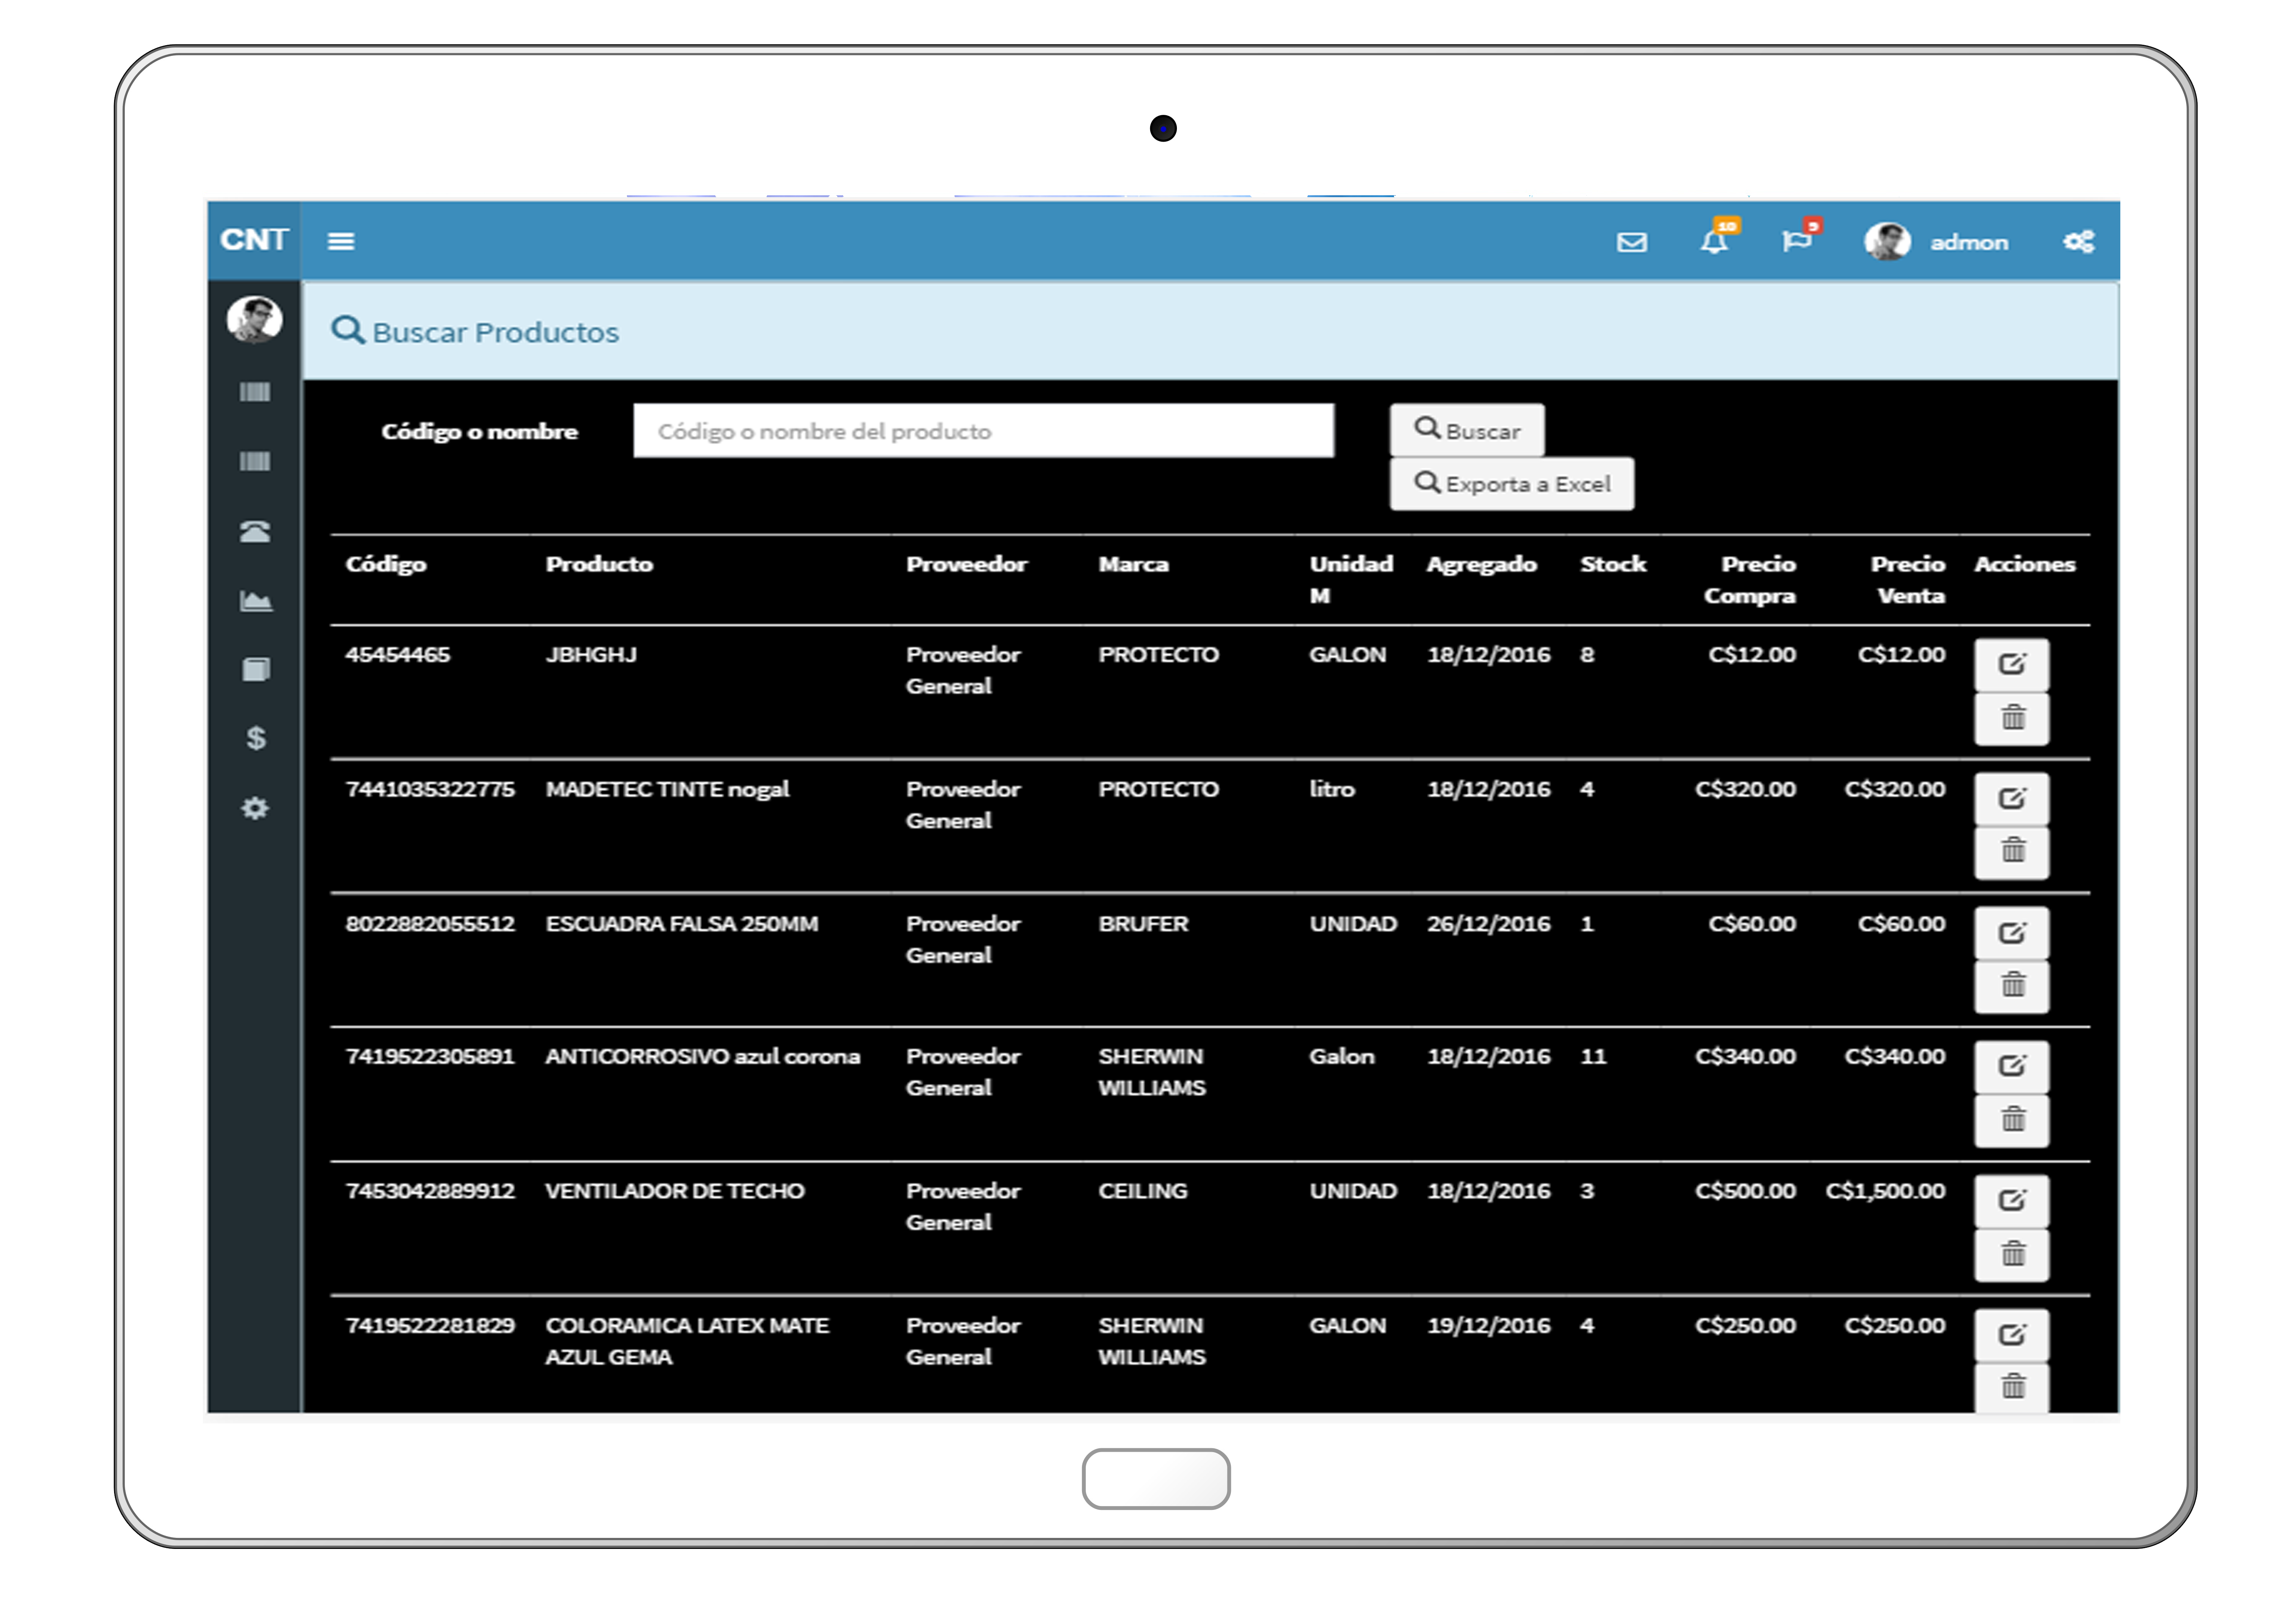 CNT
10
9
admon
Buscar Productos
Código o nombre
Código o nombre del producto
Buscar
Exporta a Excel
Código Producto Proveedor Marca Unidad Agregado Stock Precio Precio Acciones
M Compra Venta
45454465 JBHGHJ Proveedor PROTECTO GALON 18/12/2016 8 C$12.00 C$12.00
General
7441035322775 MADETEC TINTE nogal Proveedor PROTECTO litro 18/12/2016 4 C$320.00 C$320.00
General
8022882055512 ESCUADRA FALSA 250MM Proveedor BRUFER UNIDAD 26/12/2016 1 C$60.00 C$60.00
General
7419522305891 ANTICORROSIVO azul corona Proveedor SHERWIN Galon 18/12/2016 11 C$340.00 C$340.00
General WILLIAMS
7453042889912 VENTILADOR DE TECHO Proveedor CEILING UNIDAD 18/12/2016 3 C$500.00 C$1,500.00
General
7419522281829 COLORAMICA LATEX MATE Proveedor SHERWIN GALON 19/12/2016 4 C$250.00 C$250.00
AZUL GEMA General WILLIAMS